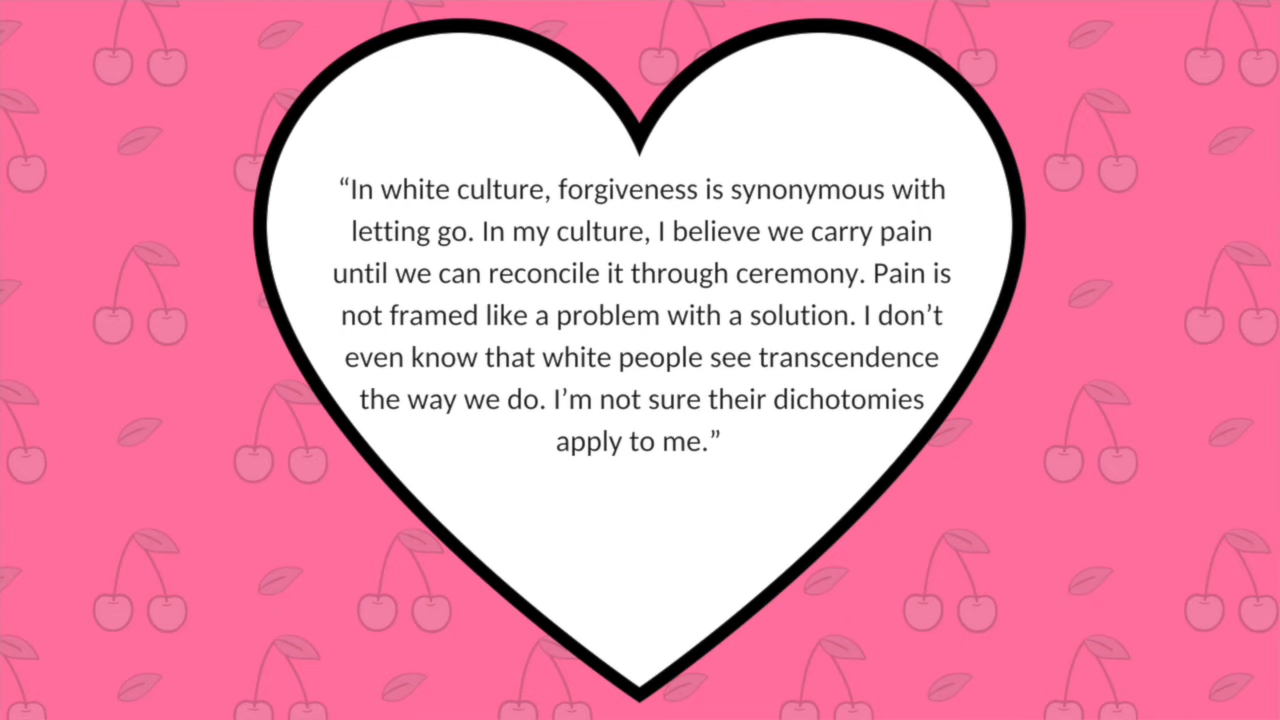 “In white culture, forgiveness is synonymous with
letting go. In my culture, I believe we carry pain
until we can reconcile it through ceremony. Pain is
not framed like a problem with a solution. I don’t
even know that white people see transcendence
the way we do. I’m not sure their dichotomies
apply to me.”